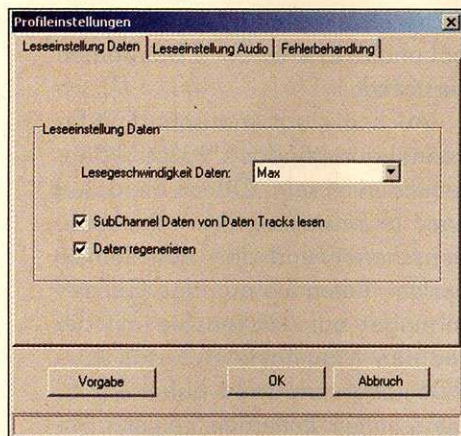 Profileinstellungen
Leseeinstellung Daten Leseeinstellung Audio Fehlerbehandlung
Leseeinstellung Daten
Lesegeschwindigkeit Daten: Max
SubChannel Daten von Daten Tracks lesen
Daten regenerieren
Vorgabe OK Abbruch